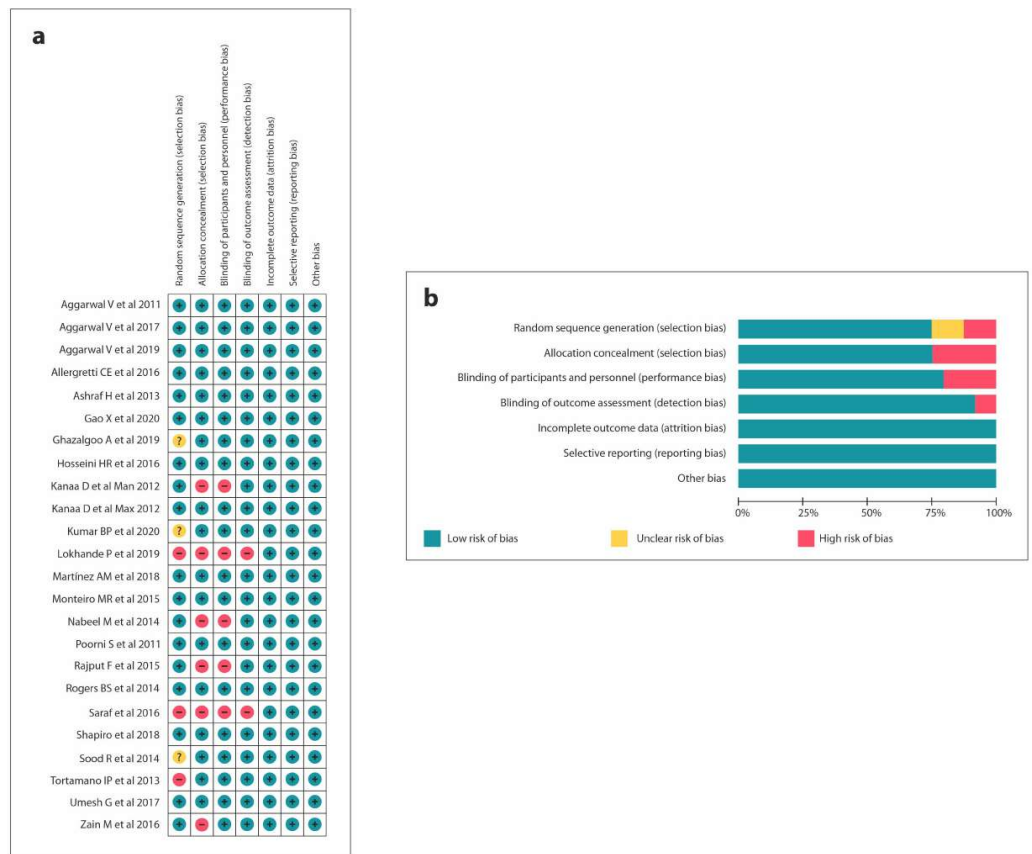 a
Random sequence generation (selection bias)
Allocation concealment (selection bias)
Blinding of participants and personnel (performance bias)
Blinding of outcome assessment (detection bias)
Incomplete outcome data (attrition bias)
Selective reporting (reporting bias)
Other bias
Aggarwal V et al 2011 + + + + + + +
Aggarwal V et al 2017 + + + + + + +
Aggarwal V et al 2019 + + + + + + +
Allergretti CE et al 2016 + + + + + + +
Ashraf H et al 2013 + + + + + + +
Gao X et al 2020 + + + + + + +
Ghazalgoo A et al 2019 ? + + + + + +
Hosseini HR et al 2016 + + + + + + +
Kanaa D et al Man 2012 + − − + + + +
Kanaa D et al Max 2012 + + + + + + +
Kumar BP et al 2020 ? + + + + + +
Lokhande P et al 2019 − − − − + + +
Martínez AM et al 2018 + + + + + + +
Monteiro MR et al 2015 + + + + + + +
Nabeel M et al 2014 + − − + + + +
Poorni S et al 2011 + + + + + + +
Rajput F et al 2015 + − − + + + +
Rogers BS et al 2014 + + + + + + +
Saraf et al 2016 − − − − + + +
Shapiro et al 2018 + + + + + + +
Sood R et al 2014 ? + + + + + +
Tortamano IP et al 2013 − + + + + + +
Umesh G et al 2017 + + + + + + +
Zain M et al 2016 + − + + + + +
b
Random sequence generation (selection bias)
Allocation concealment (selection bias)
Blinding of participants and personnel (performance bias)
Blinding of outcome assessment (detection bias)
Incomplete outcome data (attrition bias)
Selective reporting (reporting bias)
Other bias
0% 25% 50% 75% 100%
Low risk of bias Unclear risk of bias High risk of bias